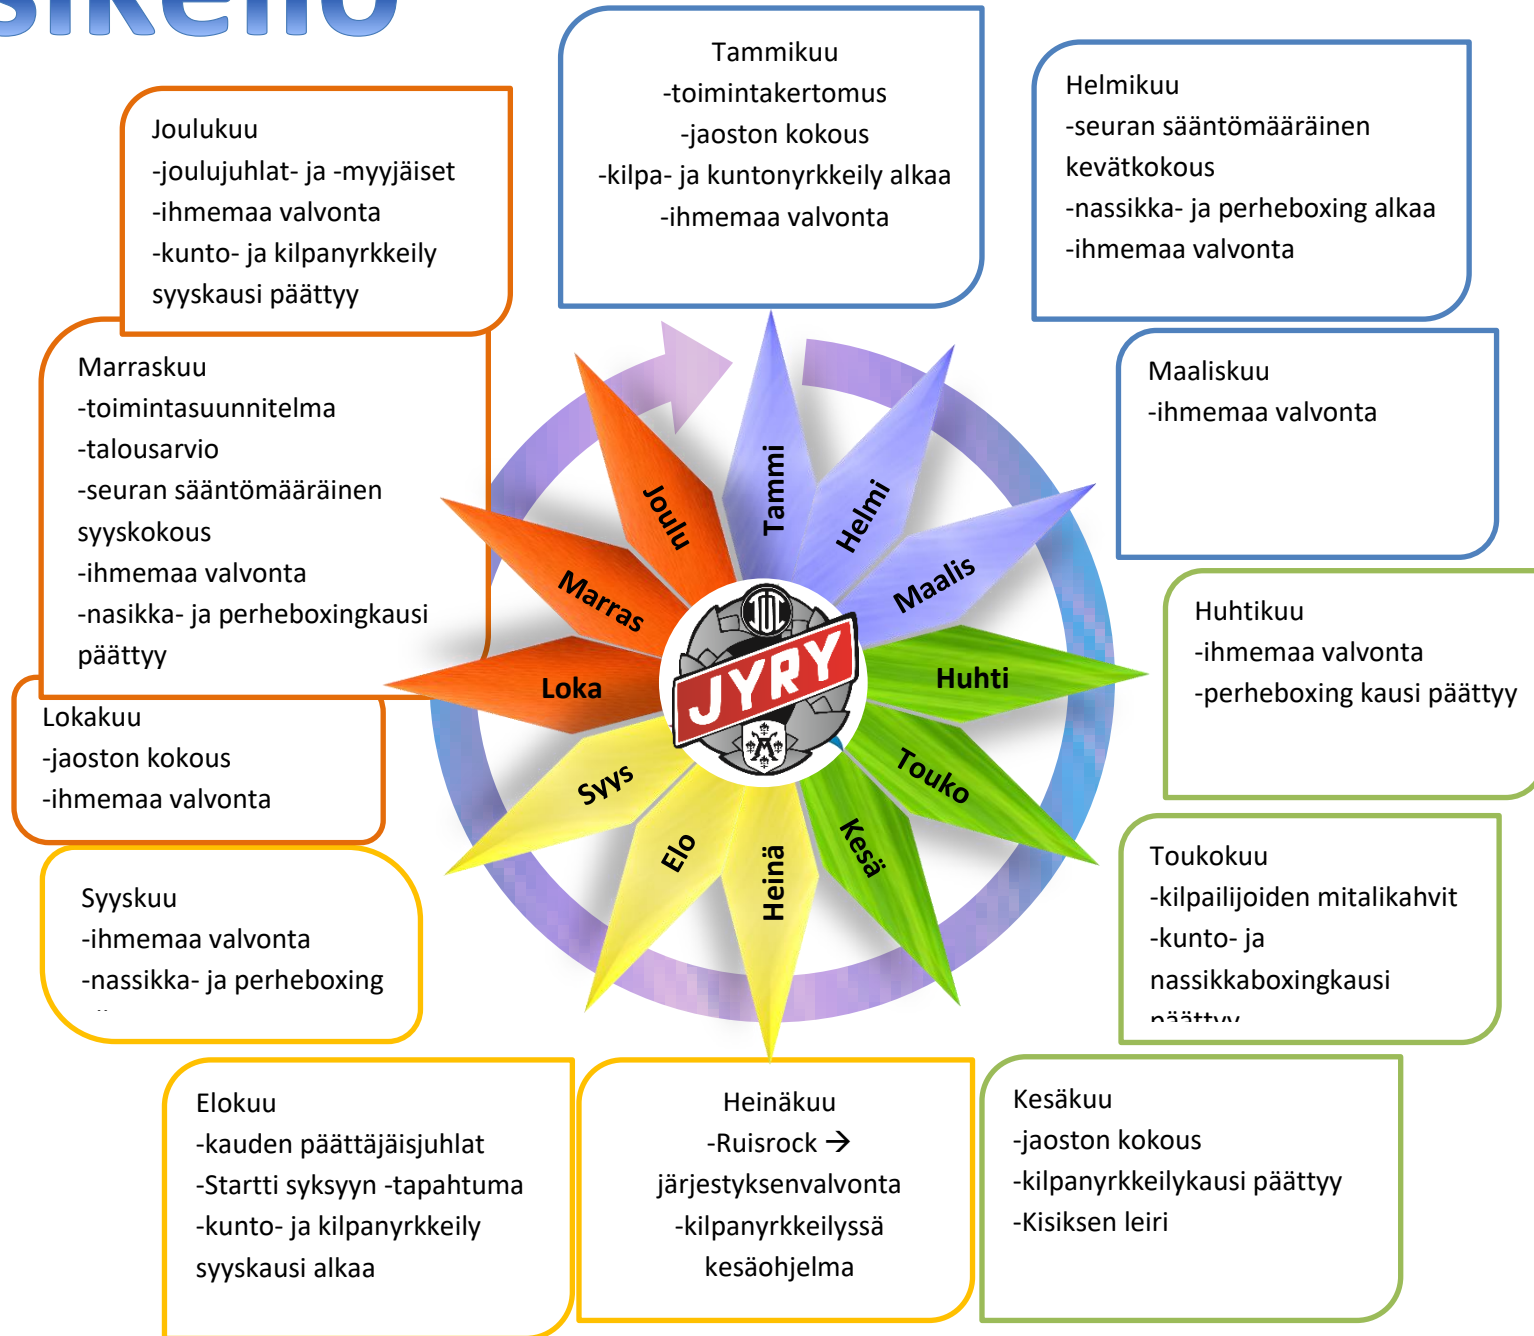 Tammikuu
-toimintakertomus
-jaoston kokous
-kilpa- ja kuntonyrkkeily alkaa
-ihmemaa valvonta
Helmikuu
-seuran sääntömääräinen
kevätkokous
-nassikka- ja perheboxing alkaa
-ihmemaa valvonta
Maaliskuu
-ihmemaa valvonta
Huhtikuu
-ihmemaa valvonta
-perheboxing kausi päättyy
Toukokuu
-kilpailijoiden mitalikahvit
-kunto- ja
nassikkaboxingkausi
päättyy
Kesäkuu
-jaoston kokous
-kilpanyrkkeilykausi päättyy
-Kisiksen leiri
Heinäkuu
-Ruisrock →
järjestyksenvalvonta
-kilpanyrkkeilyssä
kesäohjelma
Elokuu
-kauden päättäjäisjuhlat
-Startti syksyyn -tapahtuma
-kunto- ja kilpanyrkkeily
syyskausi alkaa
Syyskuu
-ihmemaa valvonta
-nassikka- ja perheboxing
Lokakuu
-jaoston kokous
-ihmemaa valvonta
Marraskuu
-toimintasuunnitelma
-talousarvio
-seuran sääntömääräinen
syyskokous
-ihmemaa valvonta
-nasikka- ja perheboxingkausi
päättyy
Joulukuu
-joulujuhlat- ja -myyjäiset
-ihmemaa valvonta
-kunto- ja kilpanyrkkeily
syyskausi päättyy
Tammi
Helmi
Maalis
Huhti
Touko
Kesä
Heinä
Elo
Syys
Loka
Marras
Joulu
JYRY